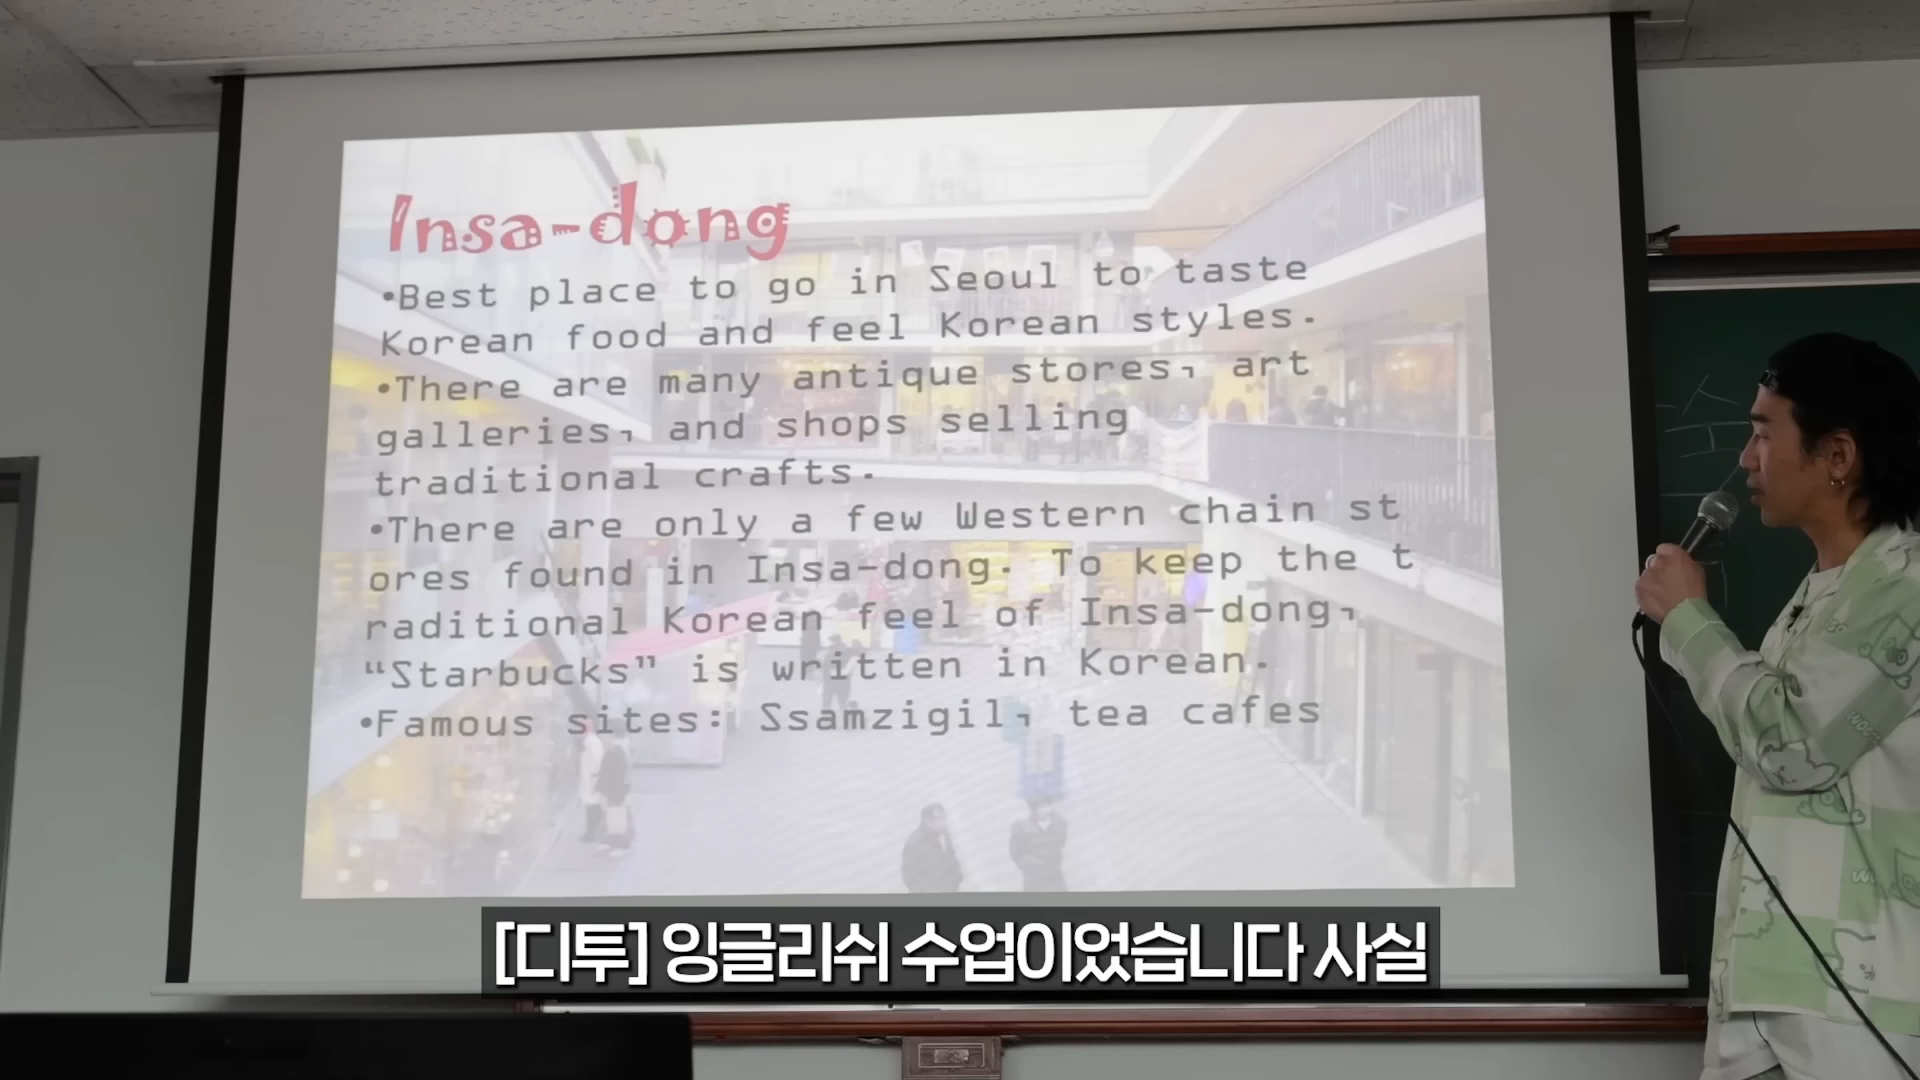 Insa-dong
•Best place to go in Seoul to taste
Korean food and feel Korean styles.
•There are many antique stores, art
galleries, and shops selling
traditional crafts.
•There are only a few Western chain st
ores found in Insa-dong. To keep the t
raditional Korean feel of Insa-dong,
“Starbucks” is written in Korean.
•Famous sites: Ssamzigil, tea cafes
[디투] 잉글리쉬 수업이었습니다 사실